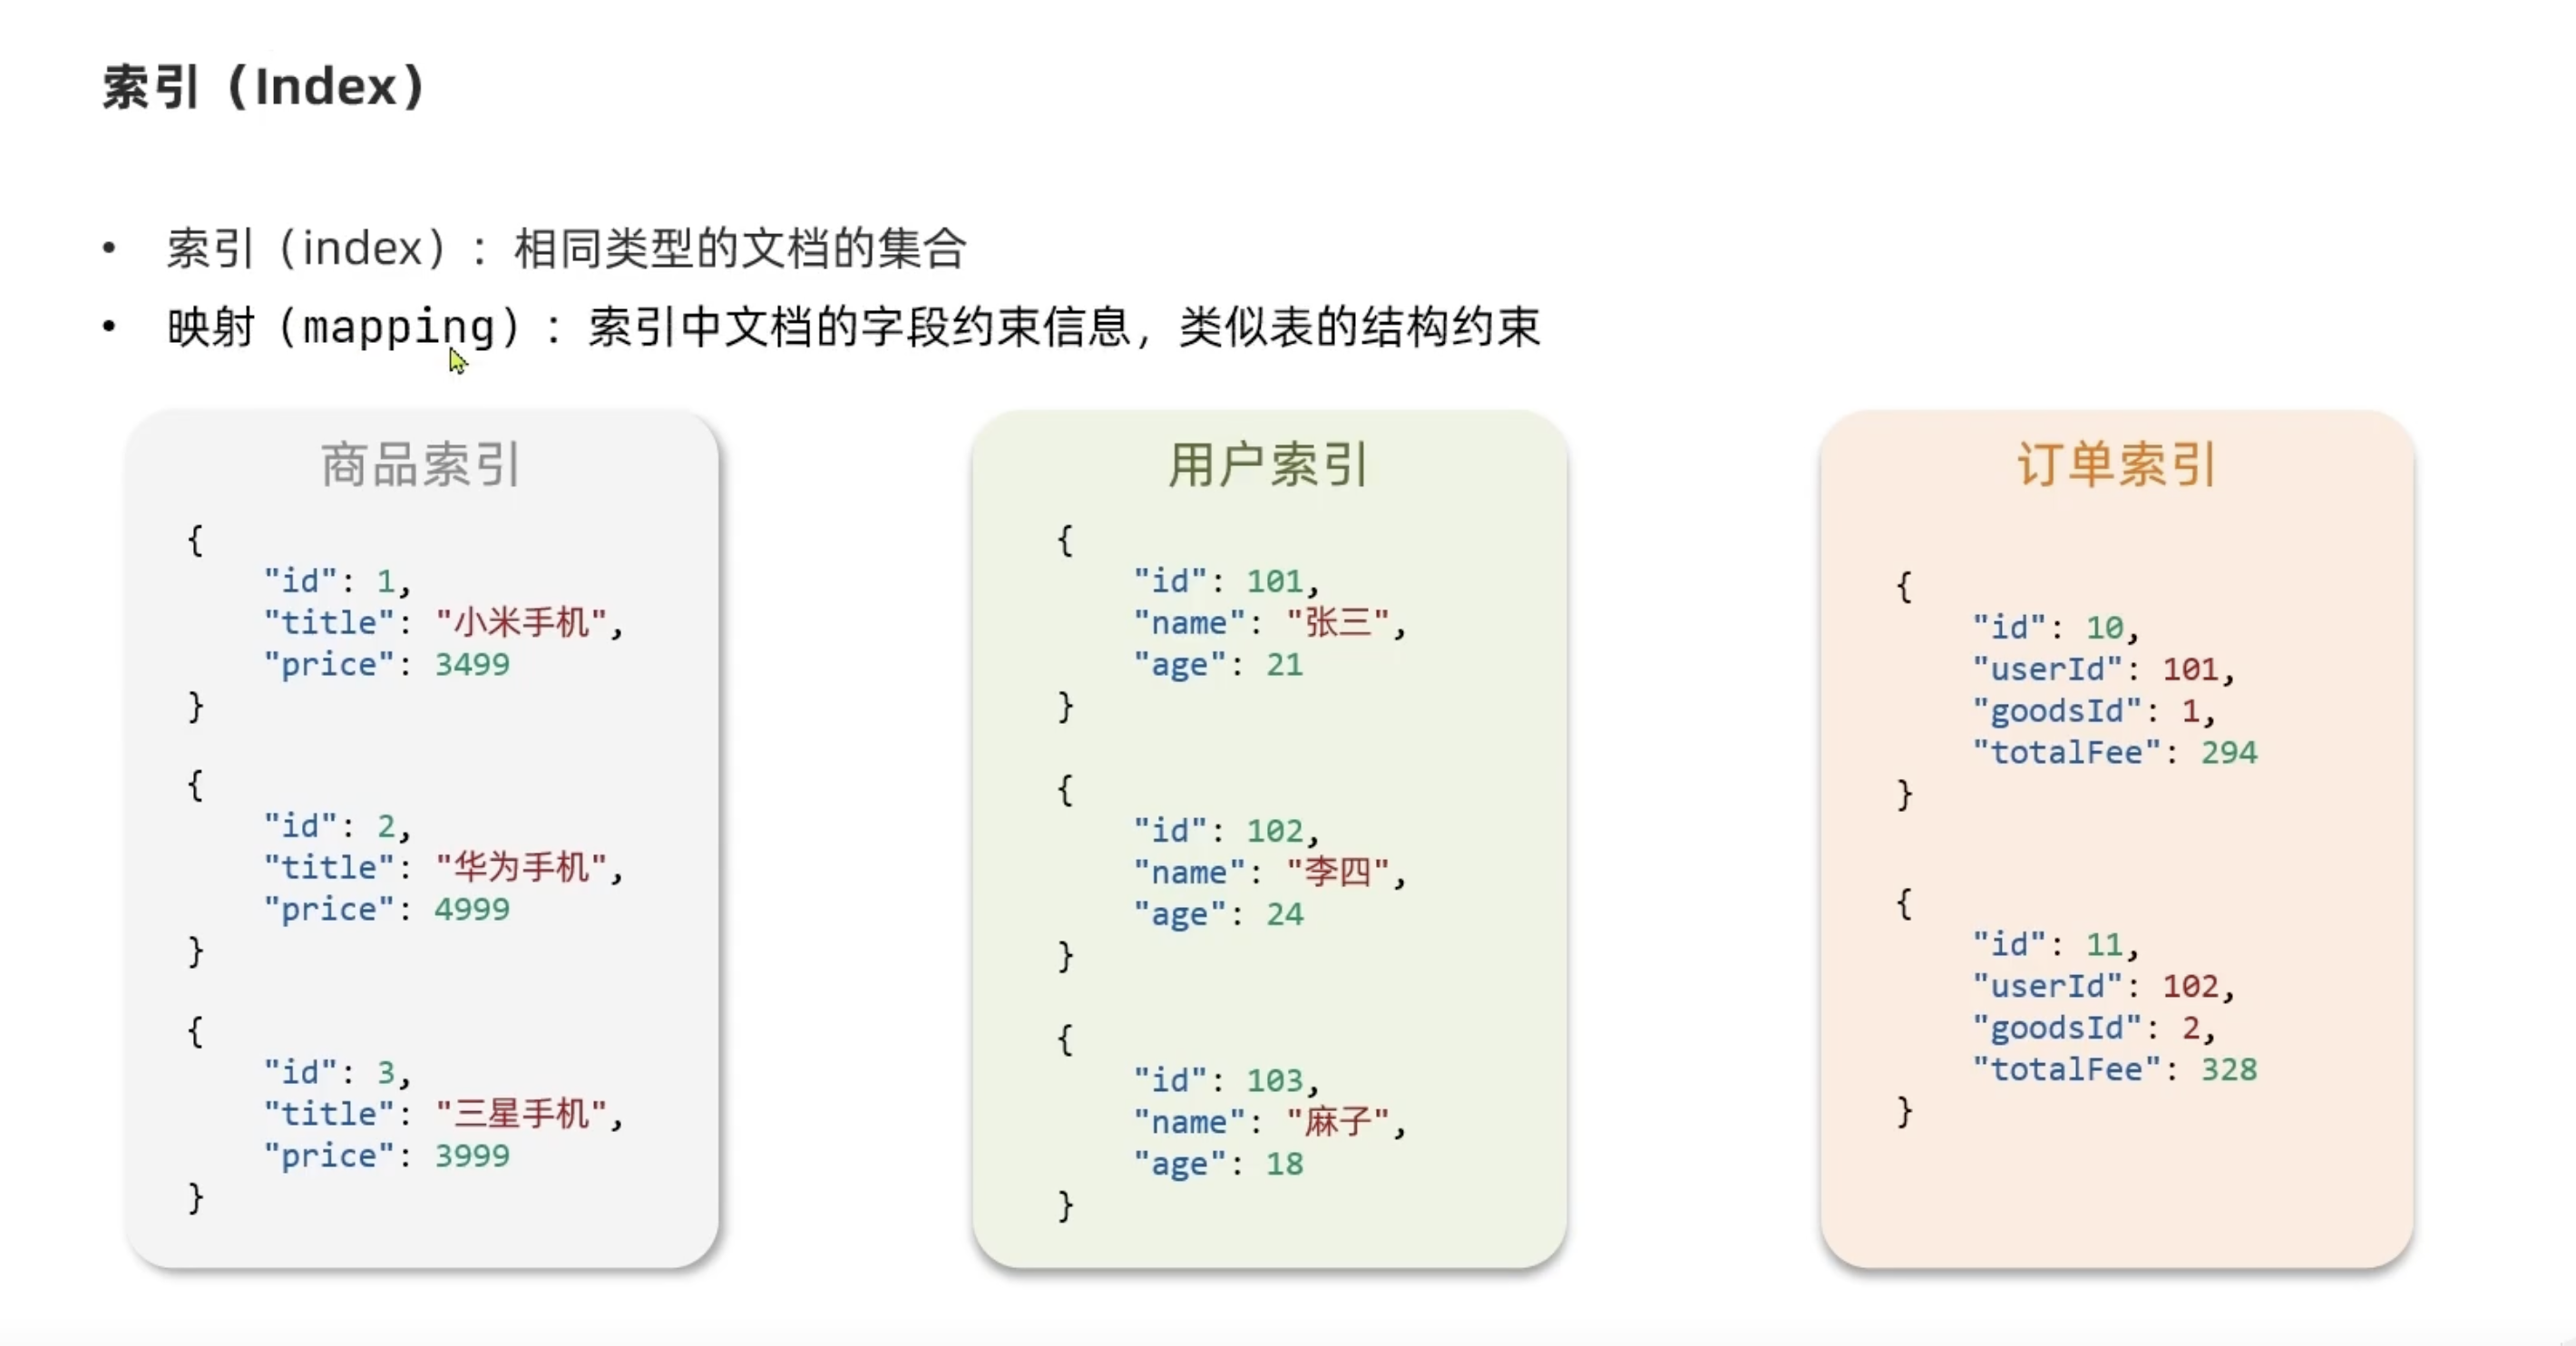 索引（Index）
• 索引（index）：相同类型的文档的集合
• 映射（mapping）：索引中文档的字段约束信息，类似表的结构约束
商品索引
{
"id": 1,
"title": "小米手机",
"price": 3499
}
{
"id": 2,
"title": "华为手机",
"price": 4999
}
{
"id": 3,
"title": "三星手机",
"price": 3999
}
用户索引
{
"id": 101,
"name": "张三",
"age": 21
}
{
"id": 102,
"name": "李四",
"age": 24
}
{
"id": 103,
"name": "麻子",
"age": 18
}
订单索引
{
"id": 10,
"userId": 101,
"goodsId": 1,
"totalFee": 294
}
{
"id": 11,
"userId": 102,
"goodsId": 2,
"totalFee": 328
}